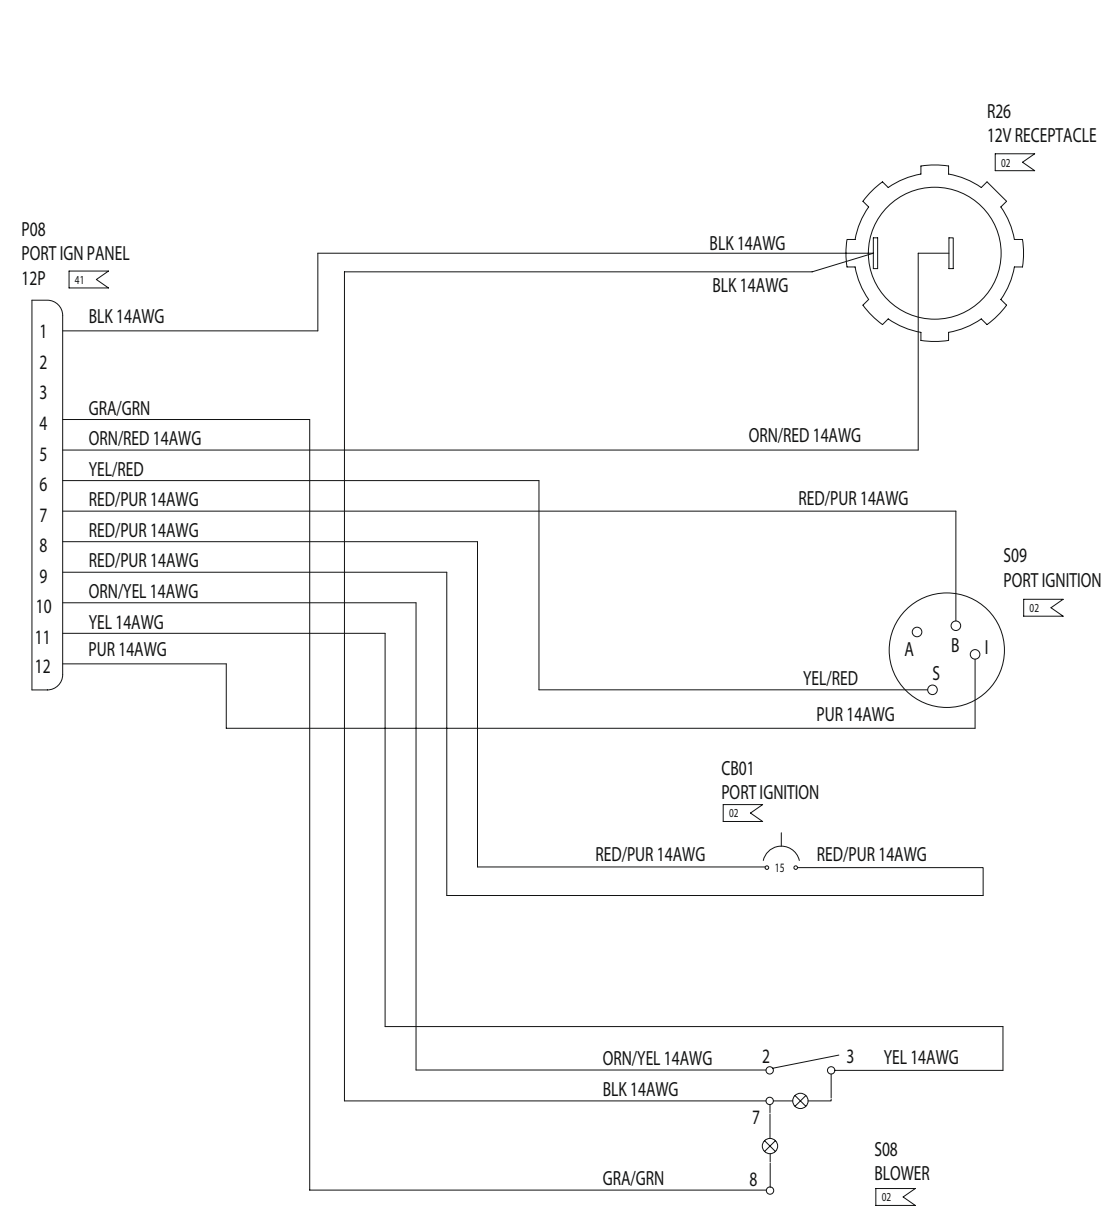 R26
12V RECEPTACLE
02
P08
PORT IGN PANEL
12P 41
BLK 14AWG
BLK 14AWG
1 BLK 14AWG
2
3
4 GRA/GRN
5 ORN/RED 14AWG ORN/RED 14AWG
6 YEL/RED
7 RED/PUR 14AWG RED/PUR 14AWG
8 RED/PUR 14AWG
9 RED/PUR 14AWG
10 ORN/YEL 14AWG
11 YEL 14AWG
12 PUR 14AWG
S09
PORT IGNITION
02
A B I
S
YEL/RED
PUR 14AWG
CB01
PORT IGNITION
02
RED/PUR 14AWG 15 RED/PUR 14AWG
ORN/YEL 14AWG 2 3 YEL 14AWG
BLK 14AWG
7
GRA/GRN 8
S08
BLOWER
02